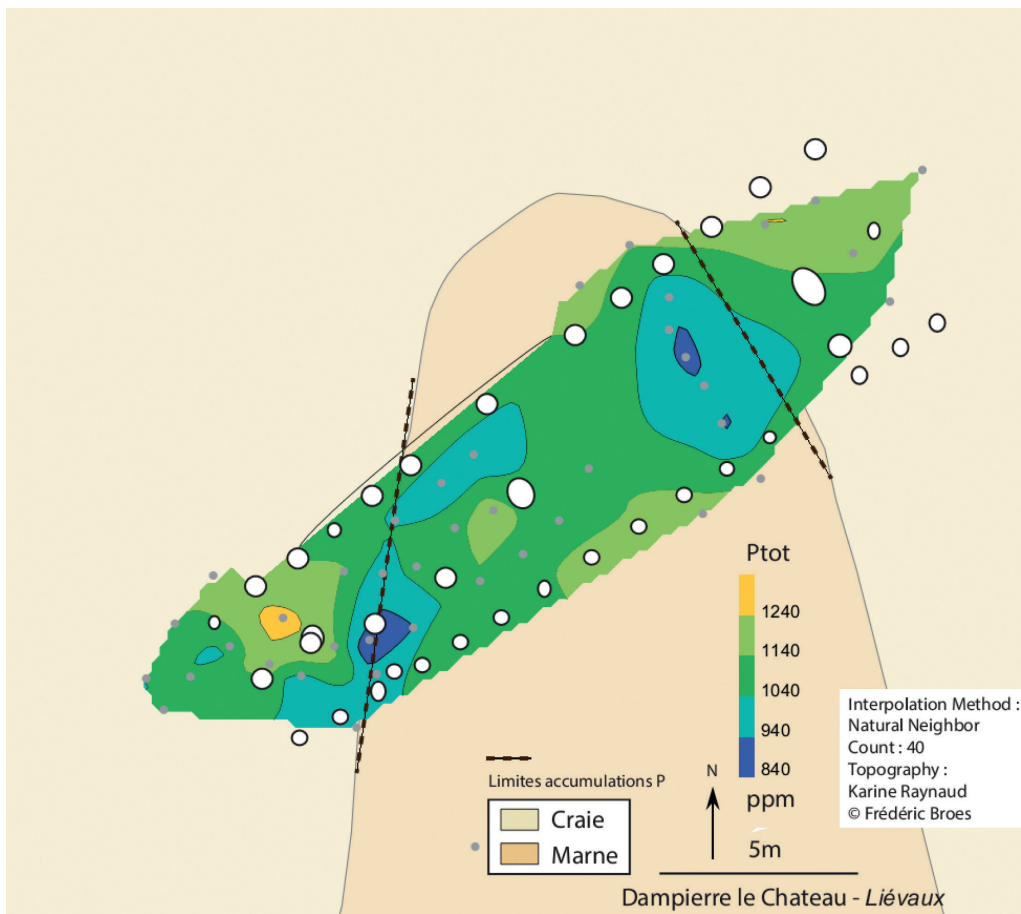 Ptot
1240
1140
1040
940
840
ppm
Interpolation Method :
Natural Neighbor
Count : 40
Topography :
Karine Raynaud
© Frédéric Broes
Limites accumulations P
Craie
Marne
N
5m
Dampierre le Chateau - Liévaux